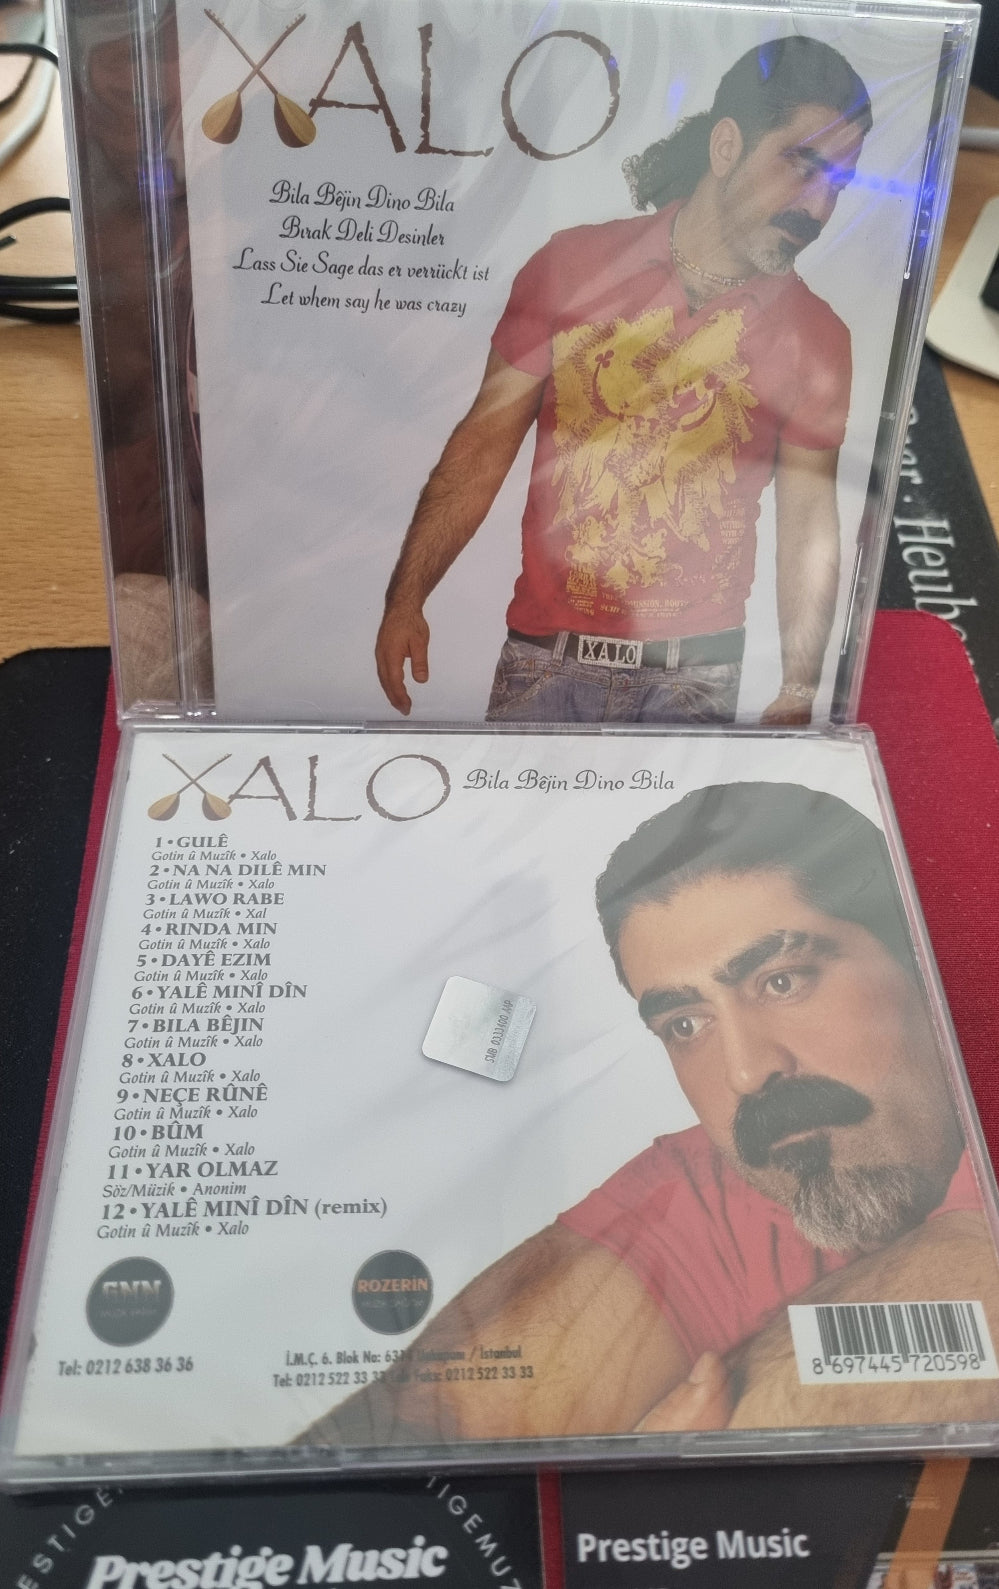 XALO
Bila Bêjin Dino Bila
Bırak Deli Desinler
Lass Sie Sage das er verrückt ist
Let whem say he was crazy
XALO
XALO
Bila Bêjin Dino Bila
1•GULÊ
Gotin û Muzîk • Xalo
2•NA NA DILÊ MIN
Gotin û Muzîk • Xalo
3•LAWO RABE
Gotin û Muzîk • Xal
4•RINDA MIN
Gotin û Muzîk • Xalo
5•DAYÊ EZIM
Gotin û Muzîk • Xalo
6•YALÊ MINÎ DÎN
Gotin û Muzîk • Xalo
7•BILA BÊJIN
Gotin û Muzîk • Xalo
8•XALO
Gotin û Muzîk • Xalo
9•NEÇE RÛNÊ
Gotin û Muzîk • Xalo
10•BÛM
Gotin û Muzîk • Xalo
11•YAR OLMAZ
Söz/Müzik • Anonim
12•YALÊ MINÎ DÎN (remix)
Gotin û Muzîk • Xalo
SMB 0333400 AAP
GNN
ROZERİN
Tel: 0212 638 36 36
İ.M.Ç. 6. Blok No: Unkapanı / İstanbul
Tel: 0212 522 33 Faks: 0212 522 33 33
8 697445 720598
Prestige Music
Prestige Music